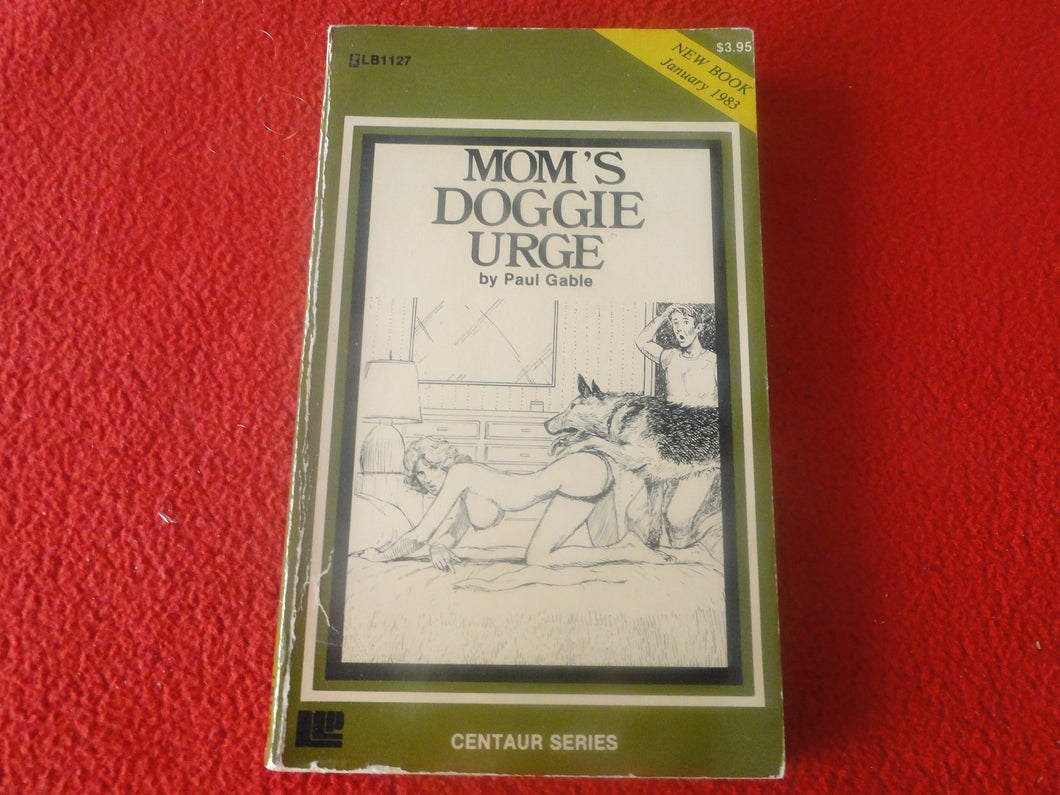 LB1127
$3.95
NEW BOOK
January 1983
MOM'S
DOGGIE
URGE
by Paul Gable
CENTAUR SERIES